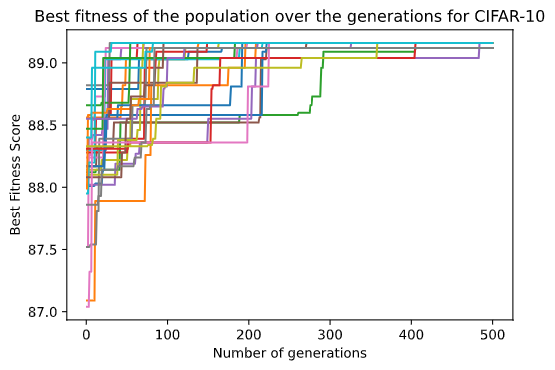 Best fitness of the population over the generations for CIFAR-10
89.0
88.5
88.0
87.5
87.0
Best Fitness Score
0 100 200 300 400 500
Number of generations